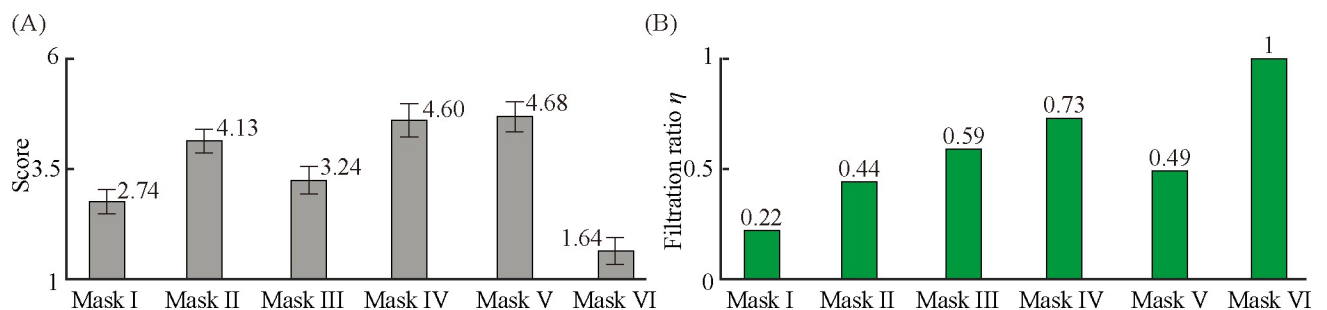 (A)
Score
6
3.5
1
2.74
4.13
3.24
4.60
4.68
1.64
Mask I
Mask II
Mask III
Mask IV
Mask V
Mask VI
(B)
Filtration ratio η
1
0.5
0
0.22
0.44
0.59
0.73
0.49
1
Mask I
Mask II
Mask III
Mask IV
Mask V
Mask VI